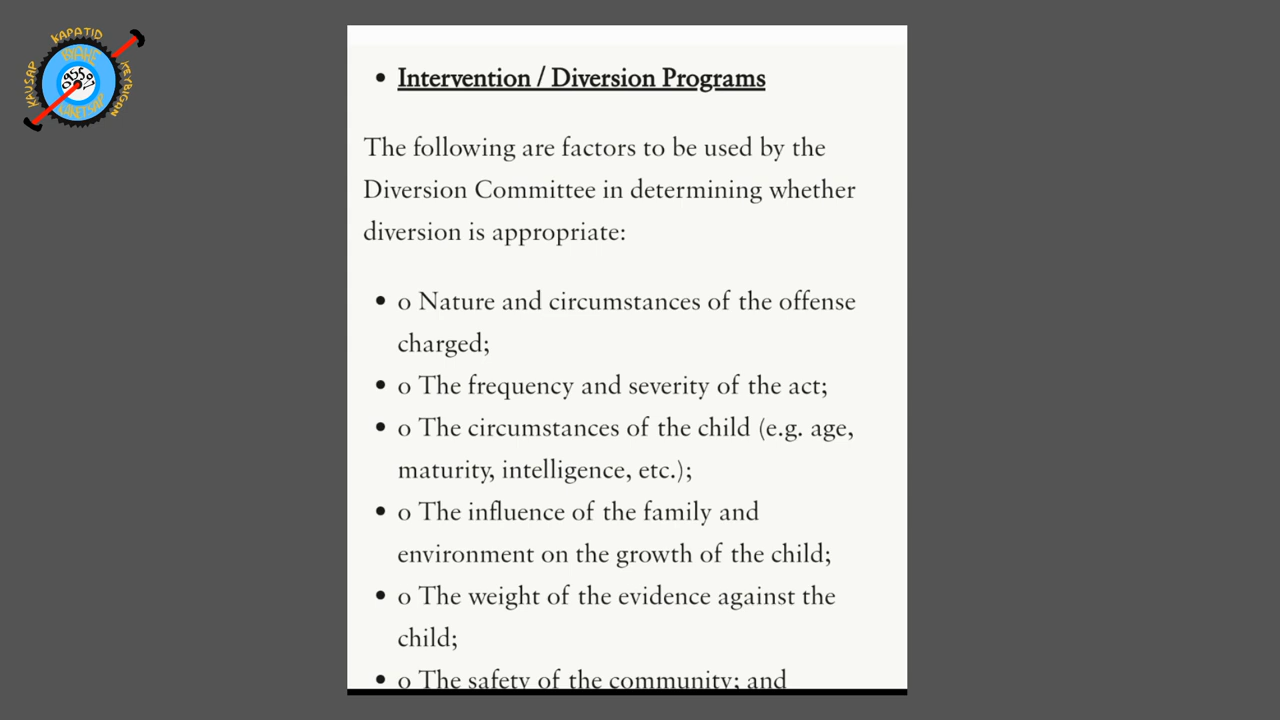 KAPATID
KAUSAP
KAYBIGAN
• Intervention / Diversion Programs
The following are factors to be used by the
Diversion Committee in determining whether
diversion is appropriate:
• o Nature and circumstances of the offense
charged;
• o The frequency and severity of the act;
• o The circumstances of the child (e.g. age,
maturity, intelligence, etc.);
• o The influence of the family and
environment on the growth of the child;
• o The weight of the evidence against the
child;
• o The safety of the community; and